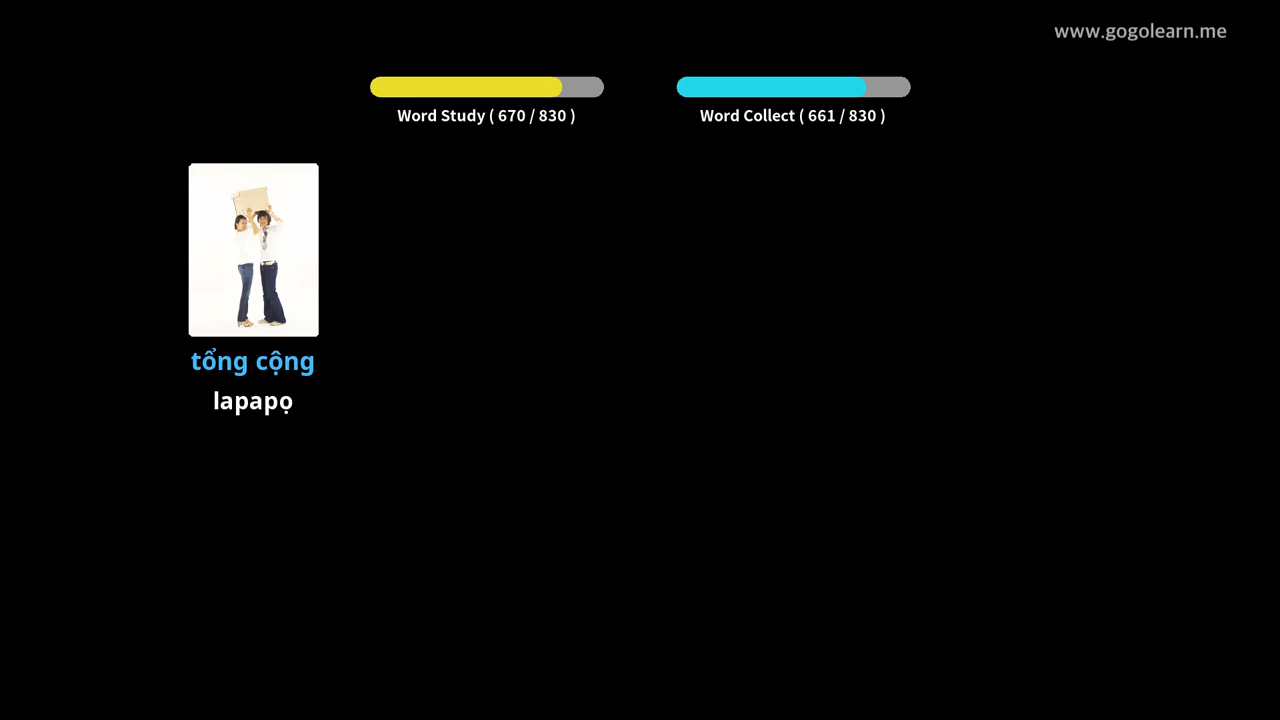 www.gogolearn.me
Word Study ( 670 / 830 )
Word Collect ( 661 / 830 )
tổng cộng
lapapọ